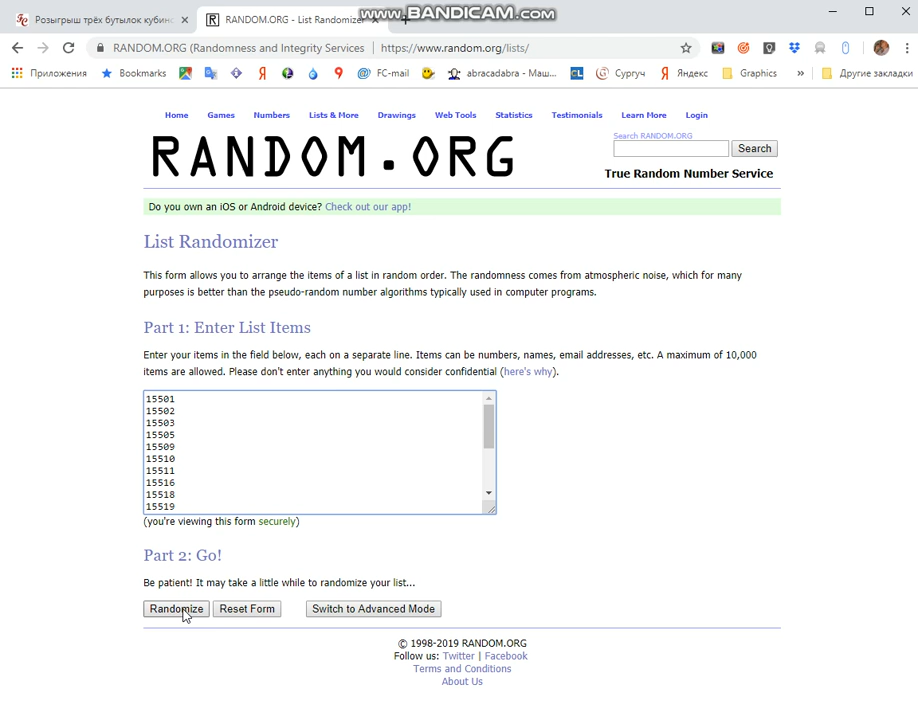 www.BANDICAM.com
Розыгрыш трёх бутылок кубинс
RANDOM.ORG - List Randomizer
RANDOM.ORG (Randomness and Integrity Services | https://www.random.org/lists/
Приложения Bookmarks FC-mail abracadabra - Маш... CL Сургуч Яндекс Graphics » Другие закладки
Home Games Numbers Lists & More Drawings Web Tools Statistics Testimonials Learn More Login
RANDOM.ORG
Search RANDOM.ORG
Search
True Random Number Service
Do you own an iOS or Android device? Check out our app!
List Randomizer
This form allows you to arrange the items of a list in random order. The randomness comes from atmospheric noise, which for many
purposes is better than the pseudo-random number algorithms typically used in computer programs.
Part 1: Enter List Items
Enter your items in the field below, each on a separate line. Items can be numbers, names, email addresses, etc. A maximum of 10,000
items are allowed. Please don't enter anything you would consider confidential (here's why).
15501
15502
15503
15505
15509
15510
15511
15516
15518
15519
(you're viewing this form securely)
Part 2: Go!
Be patient! It may take a little while to randomize your list...
Randomize Reset Form Switch to Advanced Mode
© 1998-2019 RANDOM.ORG
Follow us: Twitter | Facebook
Terms and Conditions
About Us